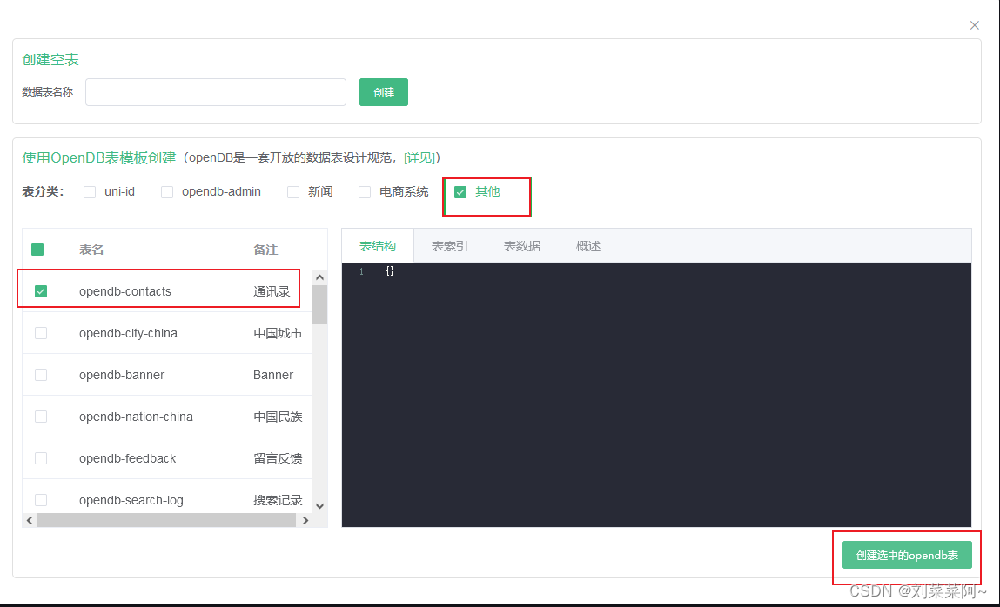 创建空表
数据表名称 创建
使用OpenDB表模板创建（openDB是一套开放的数据表设计规范，[详见]）
表分类： uni-id opendb-admin 新闻 电商系统 其他
表名 备注
opendb-contacts 通讯录
opendb-city-china 中国城市
opendb-banner Banner
opendb-nation-china 中国民族
opendb-feedback 留言反馈
opendb-search-log 搜索记录
表结构 表索引 表数据 概述
1 {}
创建选中的opendb表
CSDN @刘菜菜阿~